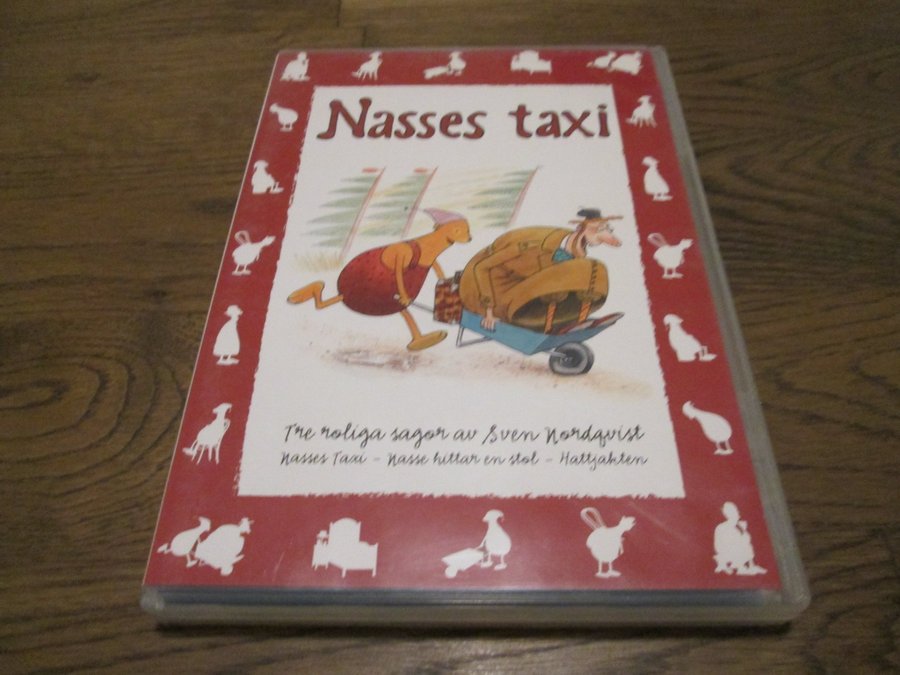 Nasses taxi
Tre roliga sagor av Sven Nordqvist
Nasses Taxi – Nasse hittar en stol – Hattjakten